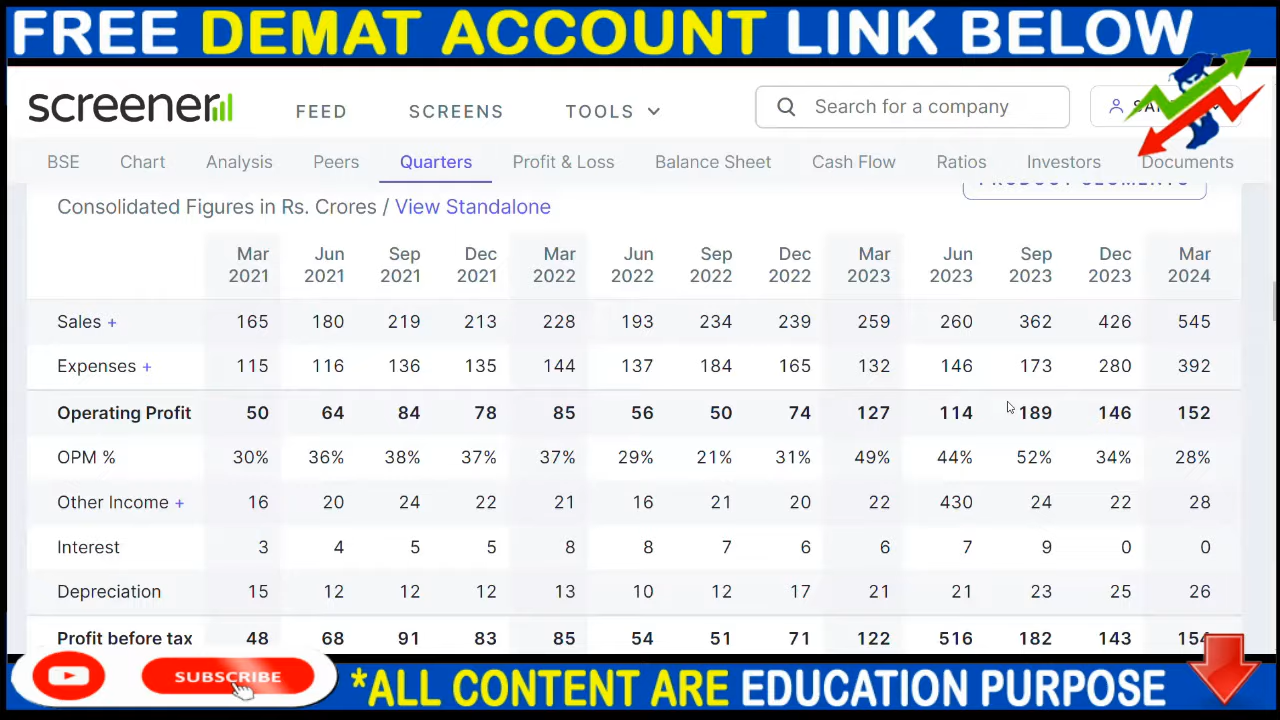 FREE DEMAT ACCOUNT LINK BELOW
screener
FEED SCREENS TOOLS Search for a company
BSE Chart Analysis Peers Quarters Profit & Loss Balance Sheet Cash Flow Ratios Investors Documents
PRODUCT SEGMENTS
Consolidated Figures in Rs. Crores / View Standalone
Mar Jun Sep Dec Mar Jun Sep Dec Mar Jun Sep Dec Mar
2021 2021 2021 2021 2022 2022 2022 2022 2023 2023 2023 2023 2024
Sales + 165 180 219 213 228 193 234 239 259 260 362 426 545
Expenses + 115 116 136 135 144 137 184 165 132 146 173 280 392
Operating Profit 50 64 84 78 85 56 50 74 127 114 189 146 152
OPM % 30% 36% 38% 37% 37% 29% 21% 31% 49% 44% 52% 34% 28%
Other Income + 16 20 24 22 21 16 21 20 22 430 24 22 28
Interest 3 4 5 5 8 8 7 6 6 7 9 0 0
Depreciation 15 12 12 12 13 10 12 17 21 21 23 25 26
Profit before tax 48 68 91 83 85 54 51 71 122 516 182 143 154
SUBSCRIBE
*ALL CONTENT ARE EDUCATION PURPOSE